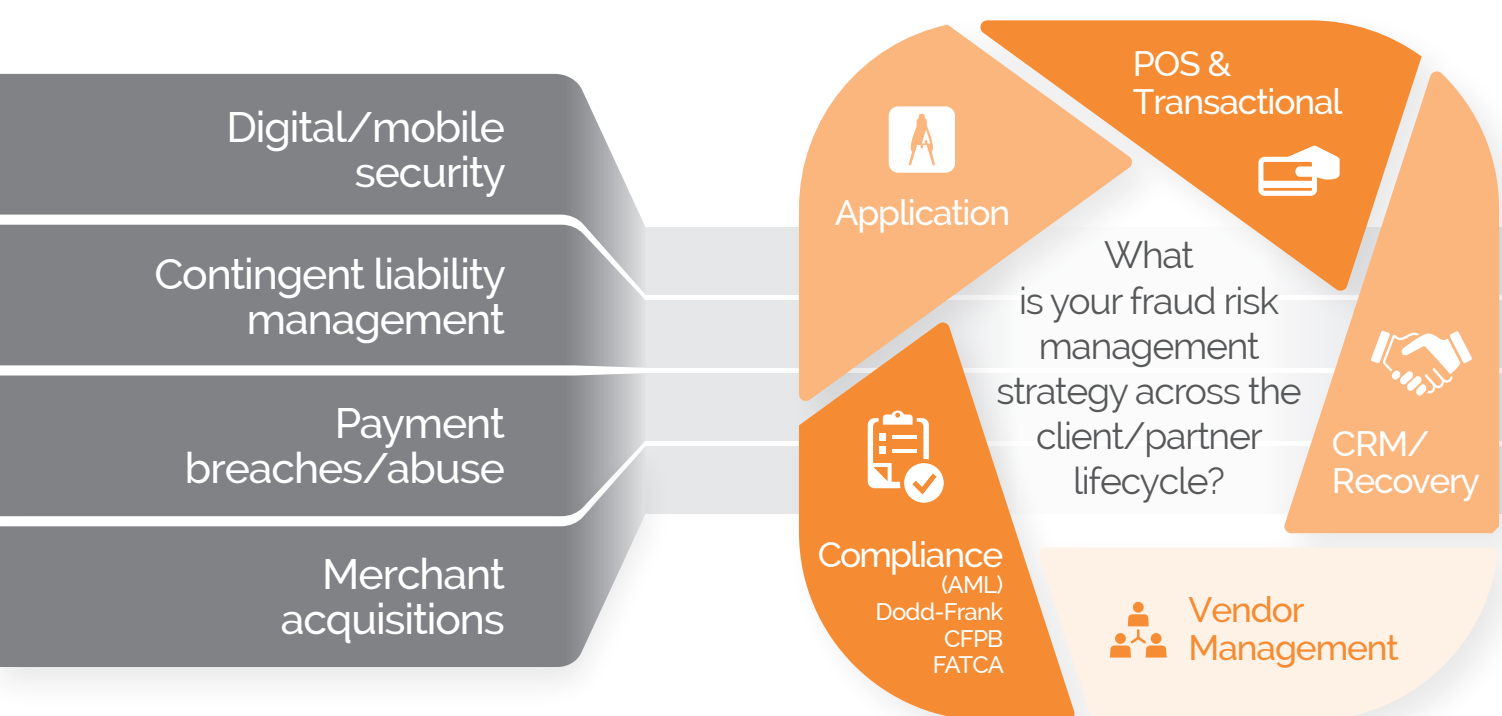 Digital/mobile
security
Contingent liability
management
Payment
breaches/abuse
Merchant
acquisitions
Application
POS &
Transactional
What
is your fraud risk
management
strategy across the
client/partner
lifecycle?
CRM/
Recovery
Compliance
(AML)
Dodd-Frank
CFPB
FATCA
Vendor
Management